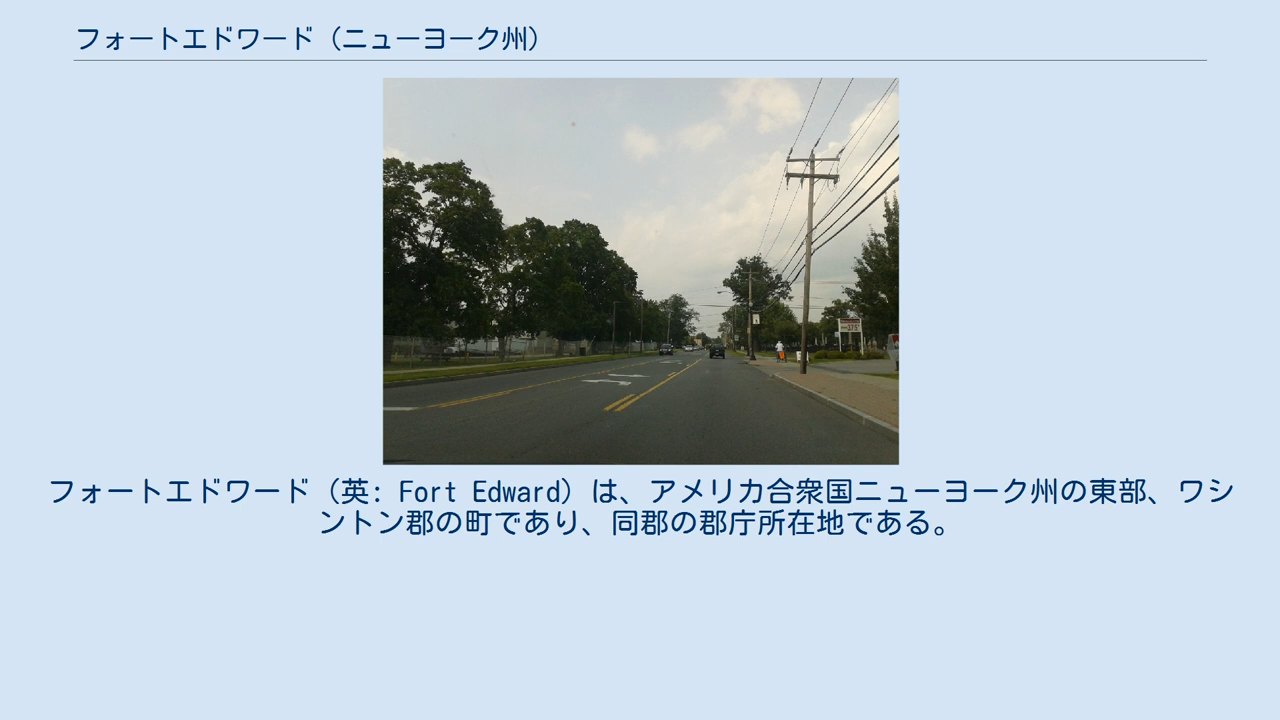 フォートエドワード（ニューヨーク州）
フォートエドワード（英: Fort Edward）は、アメリカ合衆国ニューヨーク州の東部、ワシ
ントン郡の町であり、同郡の郡庁所在地である。